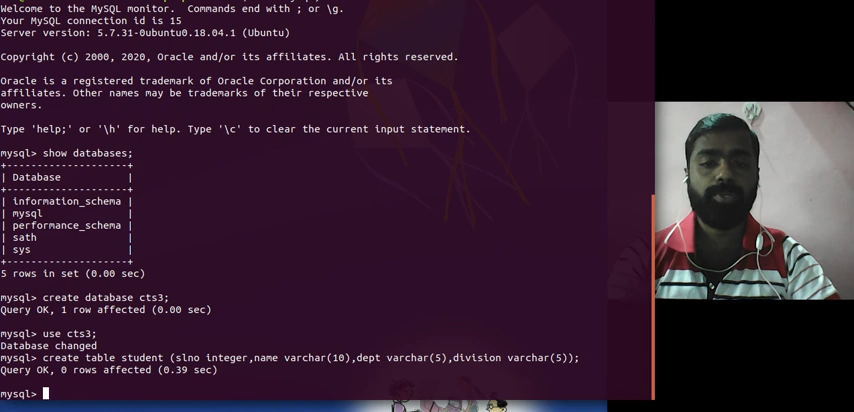 Welcome to the MySQL monitor.  Commands end with ; or \g.
Your MySQL connection id is 15
Server version: 5.7.31-0ubuntu0.18.04.1 (Ubuntu)
Copyright (c) 2000, 2020, Oracle and/or its affiliates. All rights reserved.
Oracle is a registered trademark of Oracle Corporation and/or its
affiliates. Other names may be trademarks of their respective
owners.
Type 'help;' or '\h' for help. Type '\c' to clear the current input statement.
mysql> show databases;
+--------------------+
| Database           |
+--------------------+
| information_schema |
| mysql              |
| performance_schema |
| sath               |
| sys                |
+--------------------+
5 rows in set (0.00 sec)
mysql> create database cts3;
Query OK, 1 row affected (0.00 sec)
mysql> use cts3;
Database changed
mysql> create table student (slno integer,name varchar(10),dept varchar(5),division varchar(5));
Query OK, 0 rows affected (0.39 sec)
mysql>